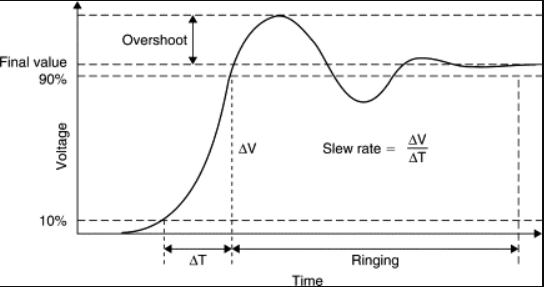 Overshoot
Final value
90%
Voltage
ΔV
Slew rate = ΔV
ΔT
10%
ΔT
Ringing
Time